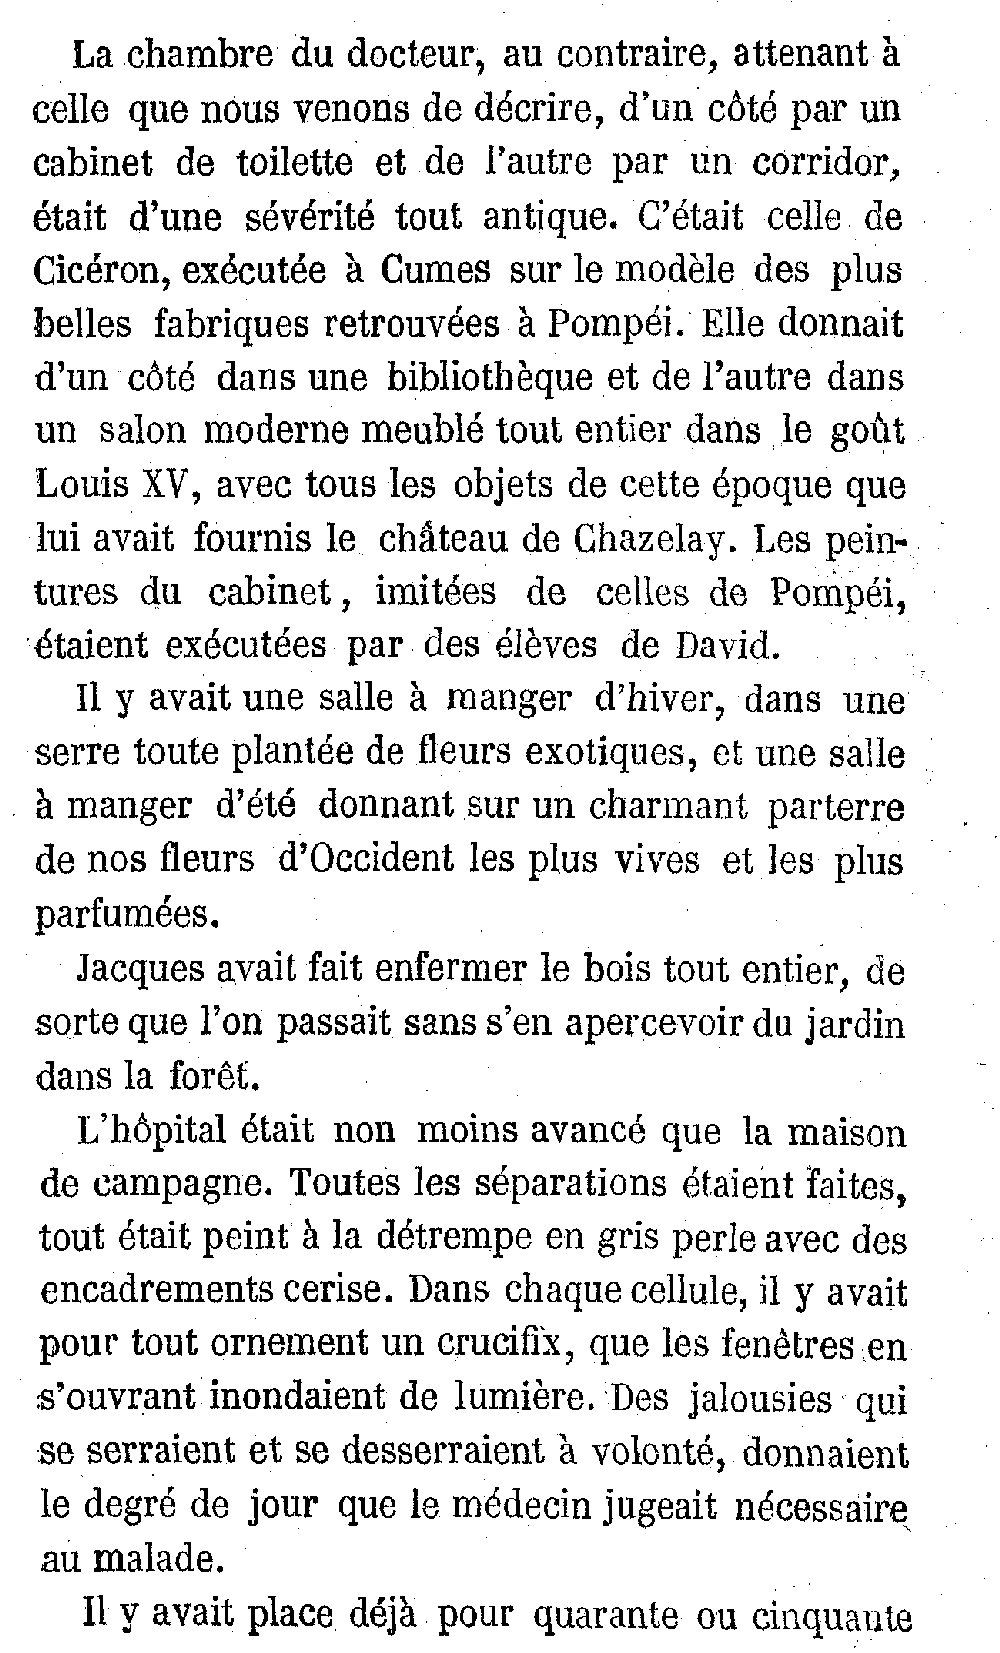 La chambre du docteur, au contraire, attenant à
celle que nous venons de décrire, d'un côté par un
cabinet de toilette et de l'autre par un corridor,
était d'une sévérité tout antique. C'était celle de
Cicéron, exécutée à Cumes sur le modèle des plus
belles fabriques retrouvées à Pompéi. Elle donnait
d'un côté dans une bibliothèque et de l'autre dans
un salon moderne meublé tout entier dans le goût
Louis XV, avec tous les objets de cette époque que
lui avait fournis le château de Chazelay. Les pein-
tures du cabinet, imitées de celles de Pompéi,
étaient exécutées par des élèves de David.
Il y avait une salle à manger d'hiver, dans une
serre toute plantée de fleurs exotiques, et une salle
à manger d'été donnant sur un charmant parterre
de nos fleurs d'Occident les plus vives et les plus
parfumées.
Jacques avait fait enfermer le bois tout entier, de
sorte que l'on passait sans s'en apercevoir du jardin
dans la forêt.
L'hôpital était non moins avancé que la maison
de campagne. Toutes les séparations étaient faites,
tout était peint à la détrempe en gris perle avec des
encadrements cerise. Dans chaque cellule, il y avait
pour tout ornement un crucifix, que les fenêtres en
s'ouvrant inondaient de lumière. Des jalousies qui
se serraient et se desserraient à volonté, donnaient
le degré de jour que le médecin jugeait nécessaire
au malade.
Il y avait place déjà pour quarante ou cinquante